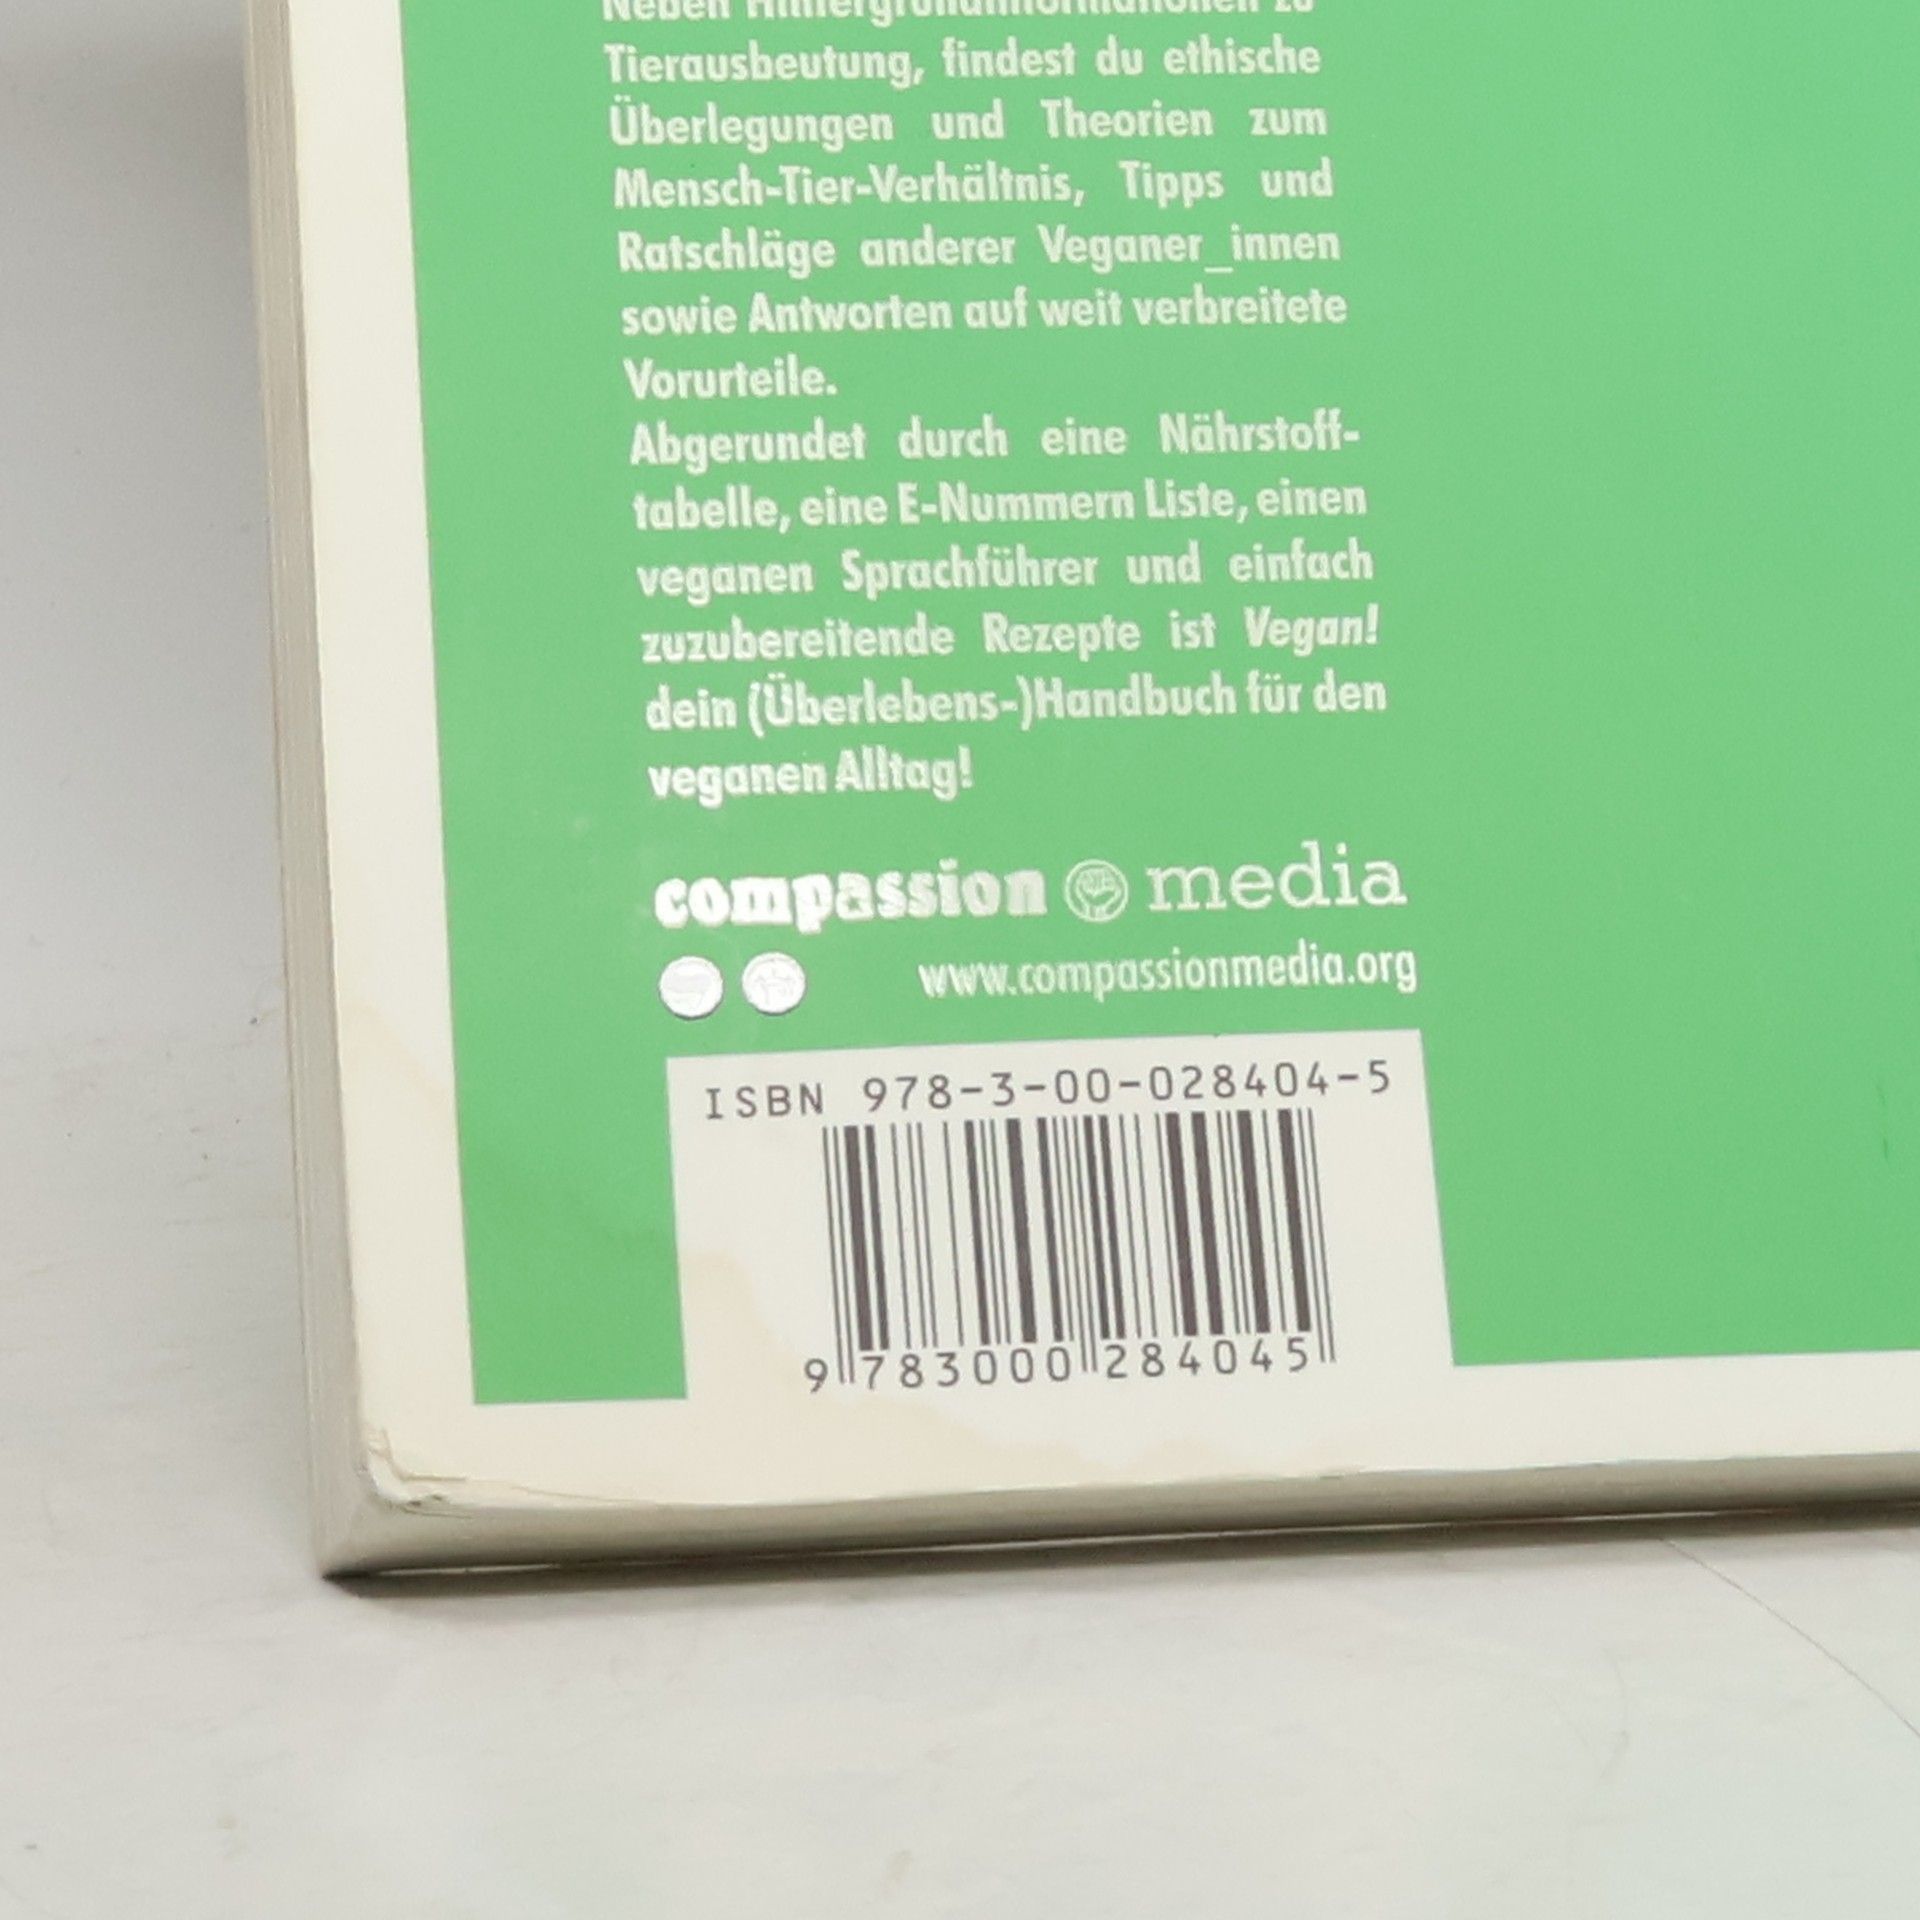 Neben Hintergrundinformationen zu
Tierausbeutung, findest du ethische
Überlegungen und Theorien zum
Mensch-Tier-Verhältnis, Tipps und
Ratschläge anderer Veganer_innen
sowie Antworten auf weit verbreitete
Vorurteile.
Abgerundet durch eine Nährstoff-
tabelle, eine E-Nummern Liste, einen
veganen Sprachführer und einfach
zuzubereitende Rezepte ist Vegan!
dein (Überlebens-)Handbuch für den
veganen Alltag!
compassion media
www.compassionmedia.org
ISBN 978-3-00-028404-5
9 783000 284045